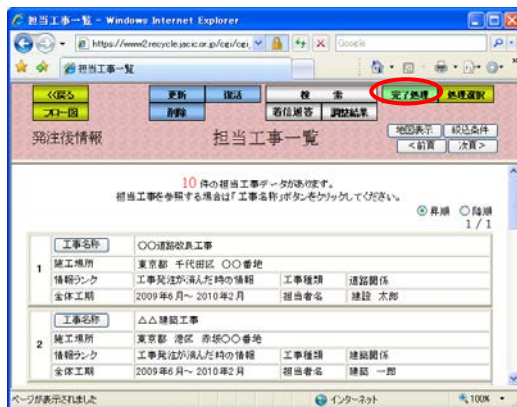 担当工事一覧 - Windows Internet Explorer
https://www2.recycle.jacic.or.jp/cgi/cgi_
Google
担当工事一覧
<<戻る 更新 復活 検 索 完了処理 処理選択
フロー図 削除 着信返答 調整結果
発注後情報 担当工事一覧
地図表示 絞込条件
<前頁 次頁>
10 件の担当工事データがあります。
担当工事を参照する場合は「工事名称」ボタンをクリックしてください。
昇順 降順
1 / 1
1
工事名称 〇〇道路改良工事
施工場所 東京都 千代田区 〇〇番地
情報ランク 工事発注が済んだ時の情報 工事種類 道路関係
全体工期 2009年6月～2010年2月 担当者名 建設 太郎
2
工事名称 △△建築工事
施工場所 東京都 港区 赤坂〇〇番地
情報ランク 工事発注が済んだ時の情報 工事種類 建築関係
全体工期 2009年6月～2010年2月 担当者名 建築 一郎
ページが表示されました インターネット 100%